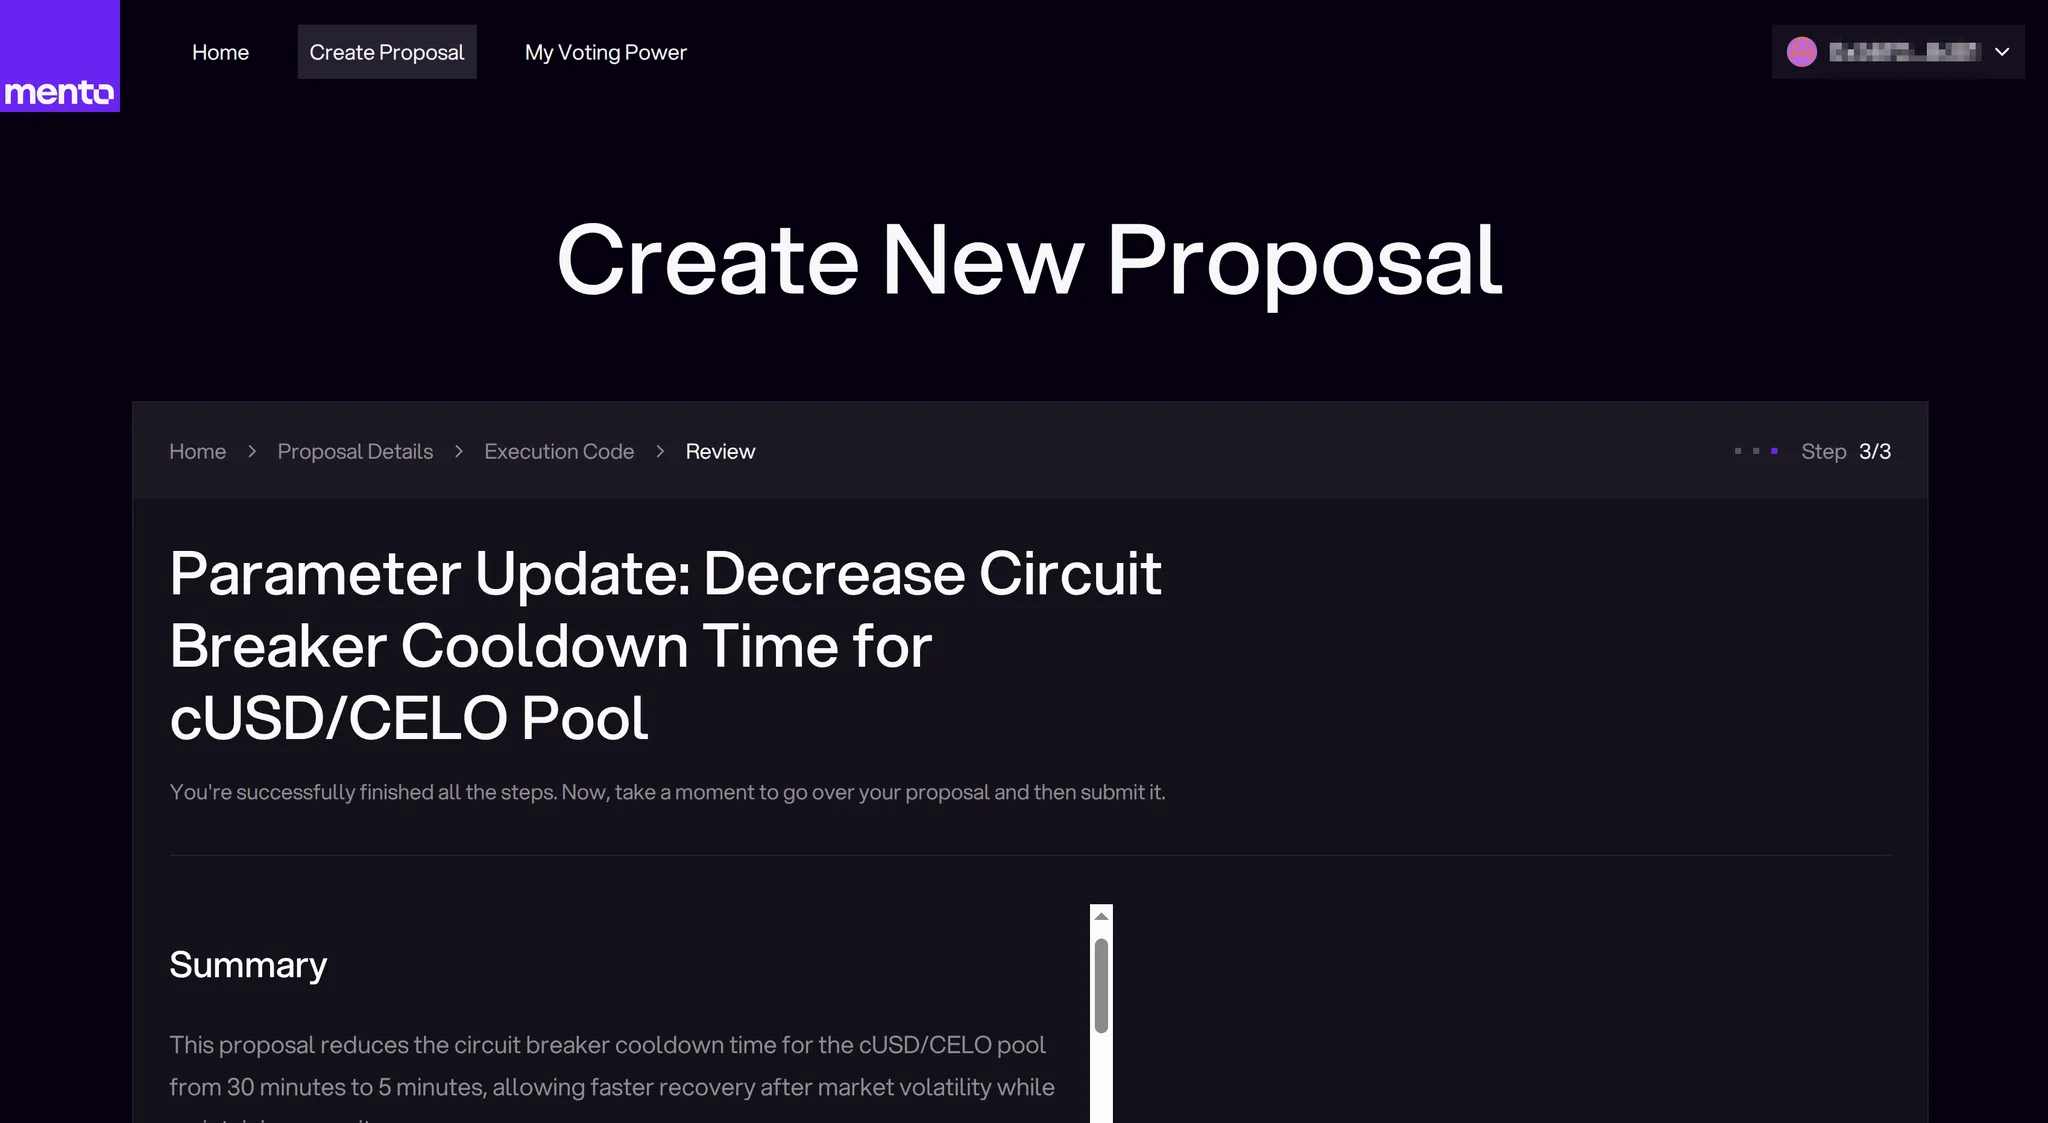 mento
Home
Create Proposal
My Voting Power
Create New Proposal
Home
Proposal Details
Execution Code
Review
Step 3/3
Parameter Update: Decrease Circuit
Breaker Cooldown Time for
cUSD/CELO Pool
You're successfully finished all the steps. Now, take a moment to go over your proposal and then submit it.
Summary
This proposal reduces the circuit breaker cooldown time for the cUSD/CELO pool
from 30 minutes to 5 minutes, allowing faster recovery after market volatility while